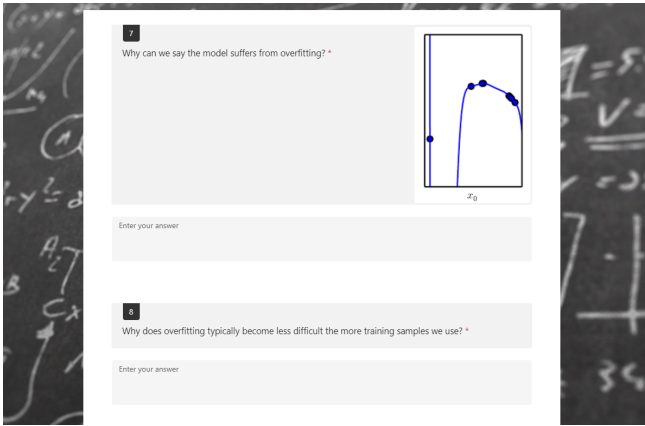 7
Why can we say the model suffers from overfitting? *
x₀
Enter your answer
8
Why does overfitting typically become less difficult the more training samples we use? *
Enter your answer